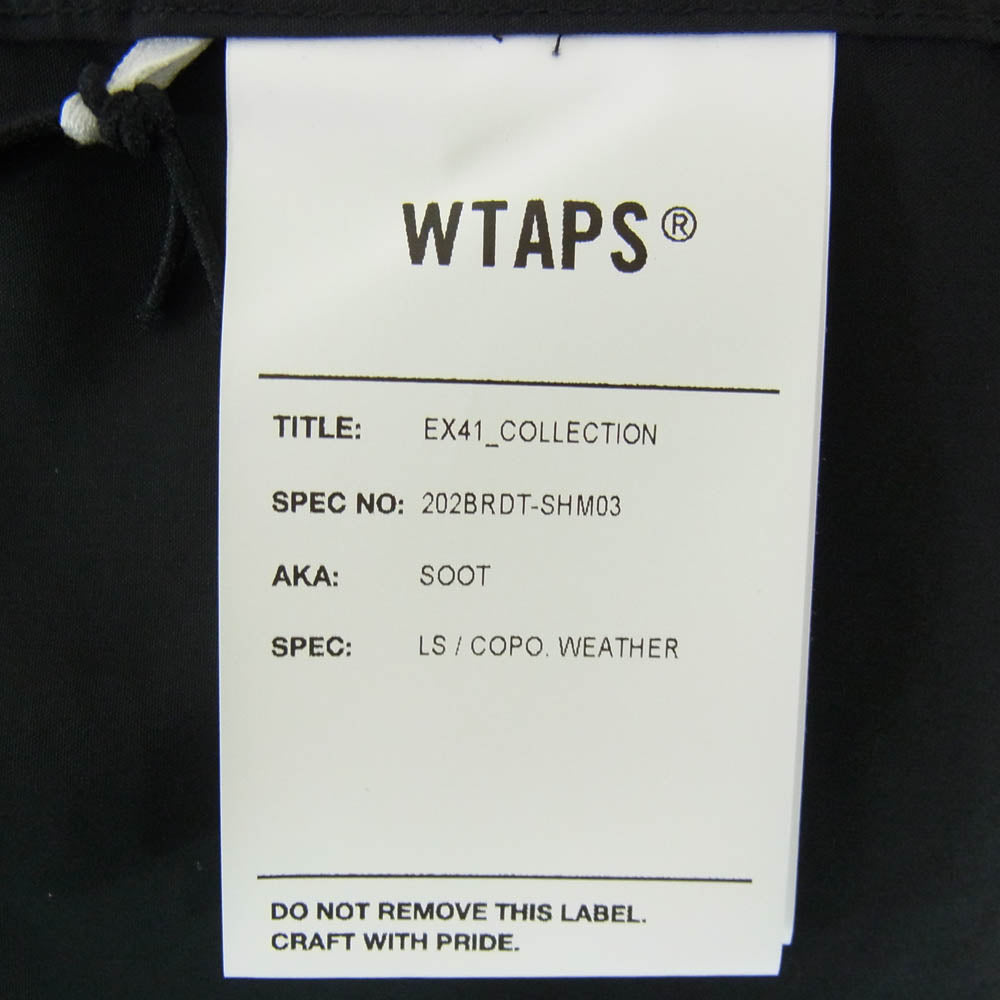 WTAPS®
TITLE: EX41_COLLECTION
SPEC NO: 202BRDT-SHM03
AKA: SOOT
SPEC: LS / COPO. WEATHER
DO NOT REMOVE THIS LABEL.
CRAFT WITH PRIDE.